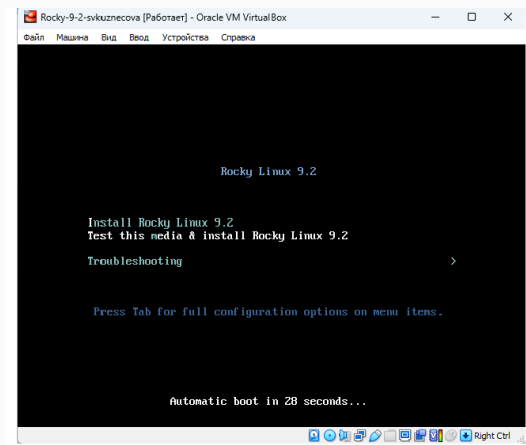 Rocky-9-2-svkuznecova [Работает] - Oracle VM VirtualBox
Файл Машина Вид Ввод Устройства Справка
Rocky Linux 9.2
Install Rocky Linux 9.2
Test this media & install Rocky Linux 9.2
Troubleshooting >
Press Tab for full configuration options on menu items.
Automatic boot in 28 seconds...
Right Ctrl